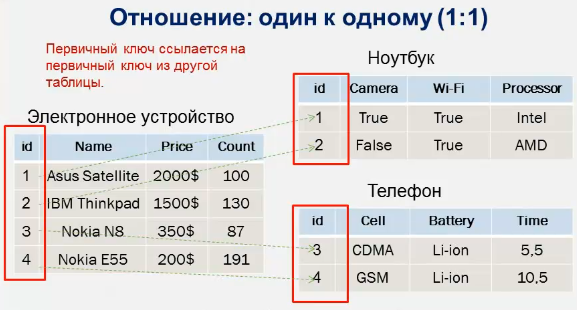 Отношение: один к одному (1:1)
Первичный ключ ссылается на
первичный ключ из другой
таблицы.
Электронное устройство
id Name Price Count
1 Asus Satellite 2000$ 100
2 IBM Thinkpad 1500$ 130
3 Nokia N8 350$ 87
4 Nokia E55 200$ 191
Ноутбук
id Camera Wi-Fi Processor
1 True True Intel
2 False True AMD
Телефон
id Cell Battery Time
3 CDMA Li-ion 5,5
4 GSM Li-ion 10,5